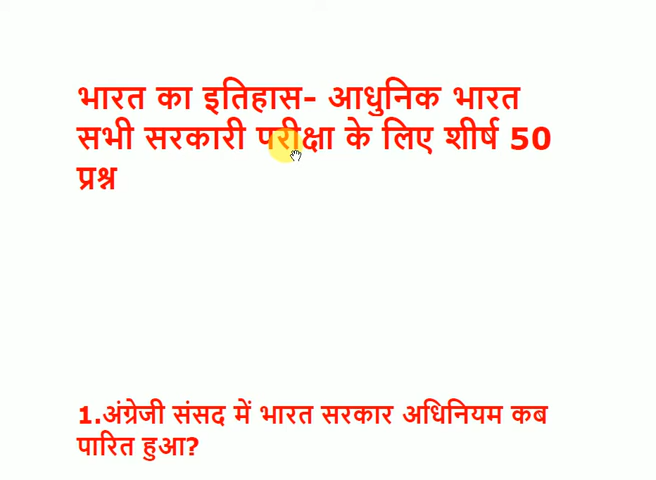 भारत का इतिहास- आधुनिक भारत
सभी सरकारी परीक्षा के लिए शीर्ष 50
प्रश्न
1.अंग्रेजी संसद में भारत सरकार अधिनियम कब
पारित हुआ?